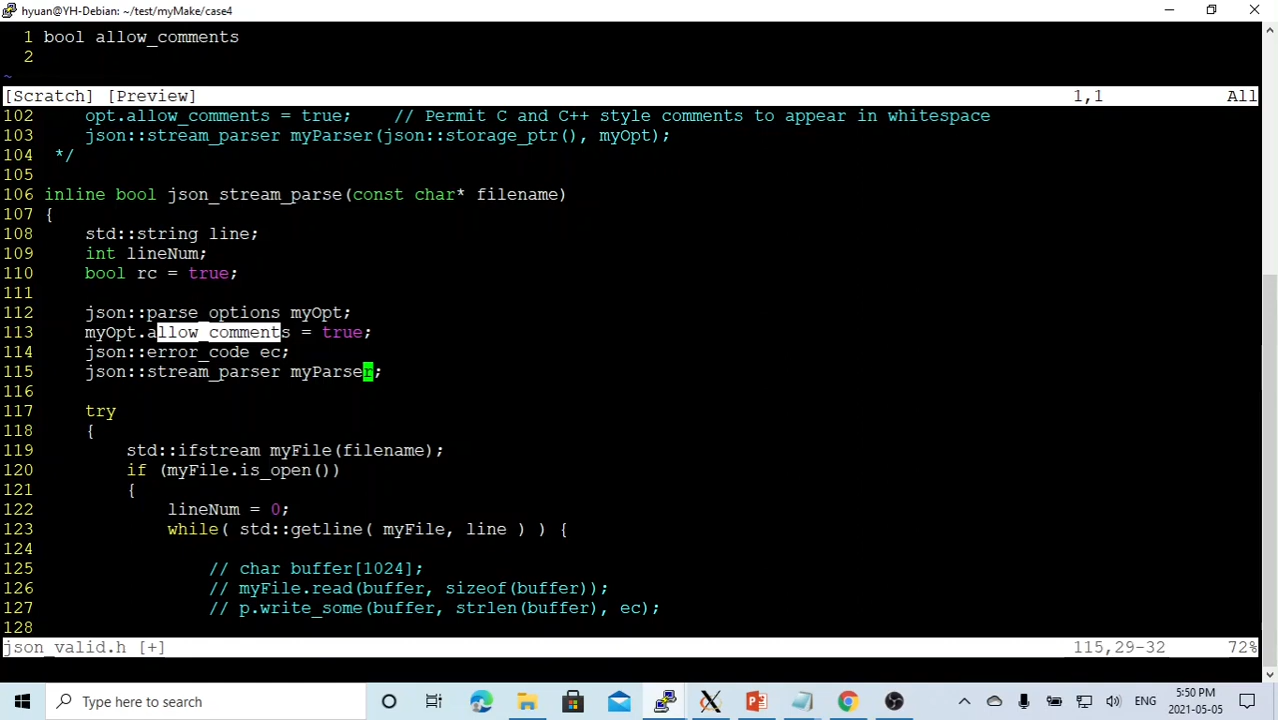 hyuan@YH-Debian: ~/test/myMake/case4
1 bool allow_comments
2
~
[Scratch] [Preview] 1,1 All
102 opt.allow_comments = true; // Permit C and C++ style comments to appear in whitespace
103 json::stream_parser myParser(json::storage_ptr(), myOpt);
104 */
105
106 inline bool json_stream_parse(const char* filename)
107 {
108 std::string line;
109 int lineNum;
110 bool rc = true;
111
112 json::parse_options myOpt;
113 myOpt.allow_comments = true;
114 json::error_code ec;
115 json::stream_parser myParser;
116
117 try
118 {
119 std::ifstream myFile(filename);
120 if (myFile.is_open())
121 {
122 lineNum = 0;
123 while( std::getline( myFile, line ) ) {
124
125 // char buffer[1024];
126 // myFile.read(buffer, sizeof(buffer));
127 // p.write_some(buffer, strlen(buffer), ec);
128
json_valid.h [+] 115,29-32 72%
Type here to search
ENG
5:50 PM
2021-05-05